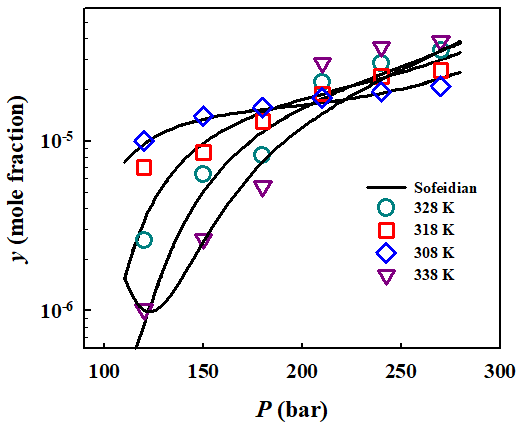 y (mole fraction)
10⁻⁵
10⁻⁶
Sofeidian
328 K
318 K
308 K
338 K
100 150 200 250 300
P (bar)